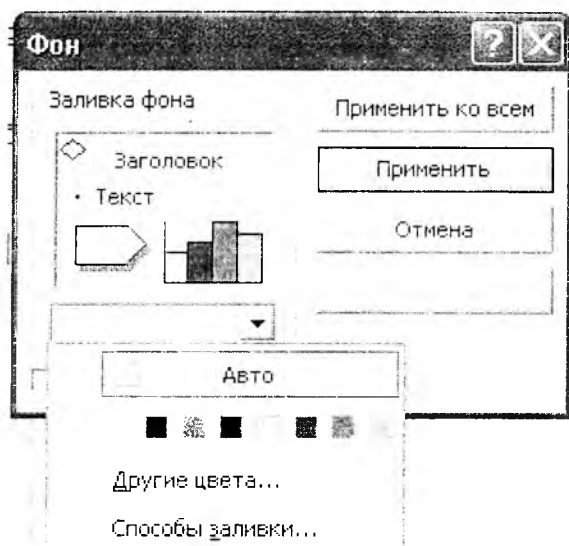 Фон
Заливка фона
Применить ко всем
Заголовок
Применить
• Текст
Отмена
Авто
Другие цвета...
Способы заливки...